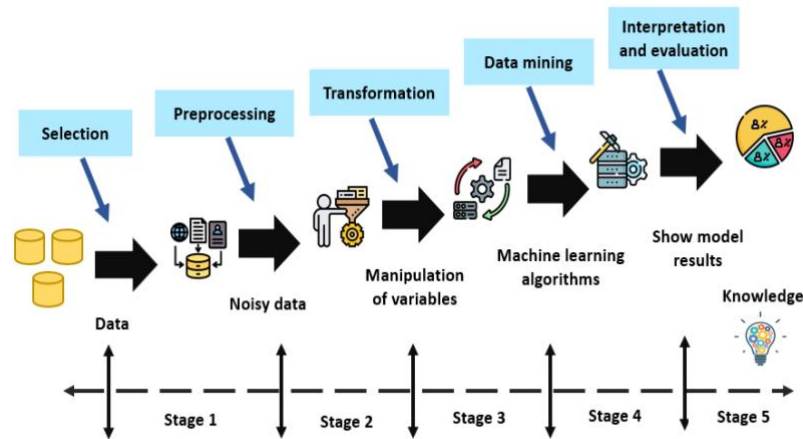 Interpretation
and evaluation
Data mining
Transformation
Preprocessing
Selection
Machine learning
algorithms
Show model
results
Manipulation
of variables
Noisy data
Data
Knowledge
Stage 1
Stage 2
Stage 3
Stage 4
Stage 5